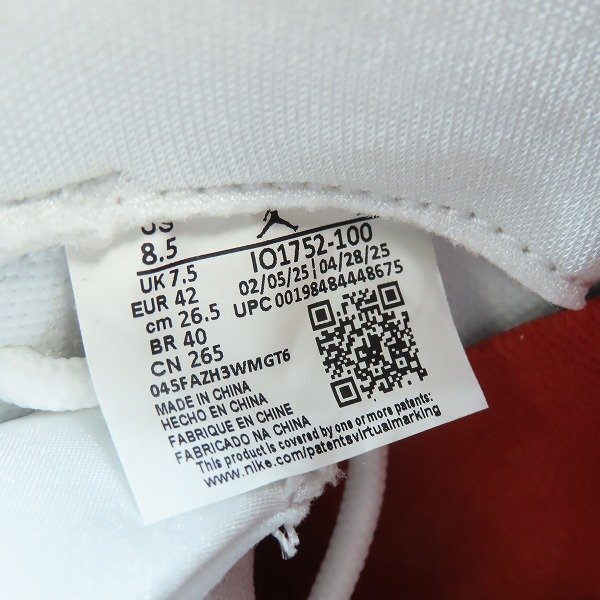 US
8.5
UK 7.5
EUR 42
cm 26.5
BR 40
CN 265
IO1752-100
02/05/25 | 04/28/25
UPC 00198484448675
045FAZH3WMGT6
MADE IN CHINA
HECHO EN CHINA
FABRIQUE EN CHINE
FABRICADO NA CHINA
This product is covered by one or more patents:
www.nike.com/patentsvirtualmarking